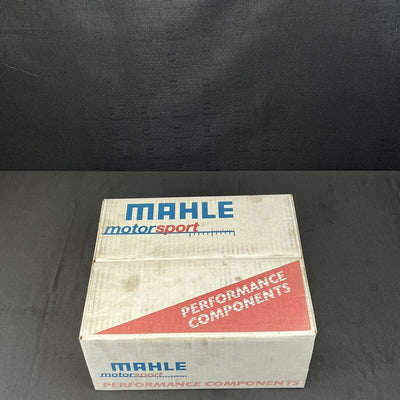 MAHLE
motorsport
PERFORMANCE
COMPONENTS
MAHLE
motorsport
PERFORMANCE COMPONENTS